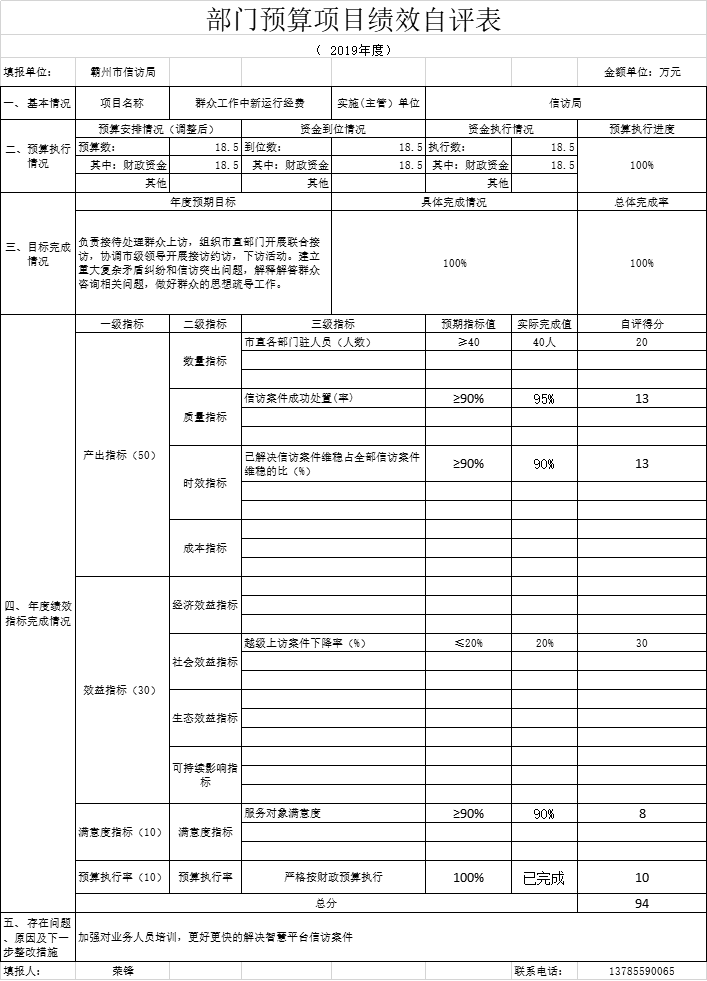 部门预算项目绩效自评表
（ 2019年度）
填报单位： 霸州市信访局 金额单位：万元
一、 基本情况 项目名称 群众工作中新运行经费 实施(主管）单位 信访局
二、预算执行情况 预算安排情况（调整后） 资金到位情况 资金执行情况 预算执行进度
预算数： 18.5 到位数： 18.5 执行数： 18.5 100%
其中：财政资金 18.5 其中：财政资金 18.5 其中：财政资金 18.5
其他 其他 其他
三、目标完成情况 年度预期目标 具体完成情况 总体完成率
负责接待处理群众上访，组织市直部门开展联合接
访，协调市级领导开展接访约访，下访活动。建立
重大复杂矛盾纠纷和信访突出问题，解释解答群众
咨询相关问题，做好群众的思想疏导工作。
100% 100%
四、 年度绩效指标完成情况 一级指标 二级指标 三级指标 预期指标值 实际完成值 自评得分
产出指标（50） 数量指标 市直各部门驻人员（人数） ≥40 40人 20
质量指标 信访案件成功处置(率) ≥90% 95% 13
时效指标 已解决信访案件维稳占全部信访案件
维稳的比（%） ≥90% 90% 13
成本指标
效益指标（30） 经济效益指标
社会效益指标 越级上访案件下降率（%） ≤20% 20% 30
生态效益指标
可持续影响指标
满意度指标（10） 满意度指标 服务对象满意度 ≥90% 90% 8
预算执行率（10） 预算执行率 严格按财政预算执行 100% 已完成 10
总分 94
五、 存在问题、原因及下一步整改措施 加强对业务人员培训，更好更快的解决智慧平台信访案件
填报人： 荣锋 联系电话： 13785590065